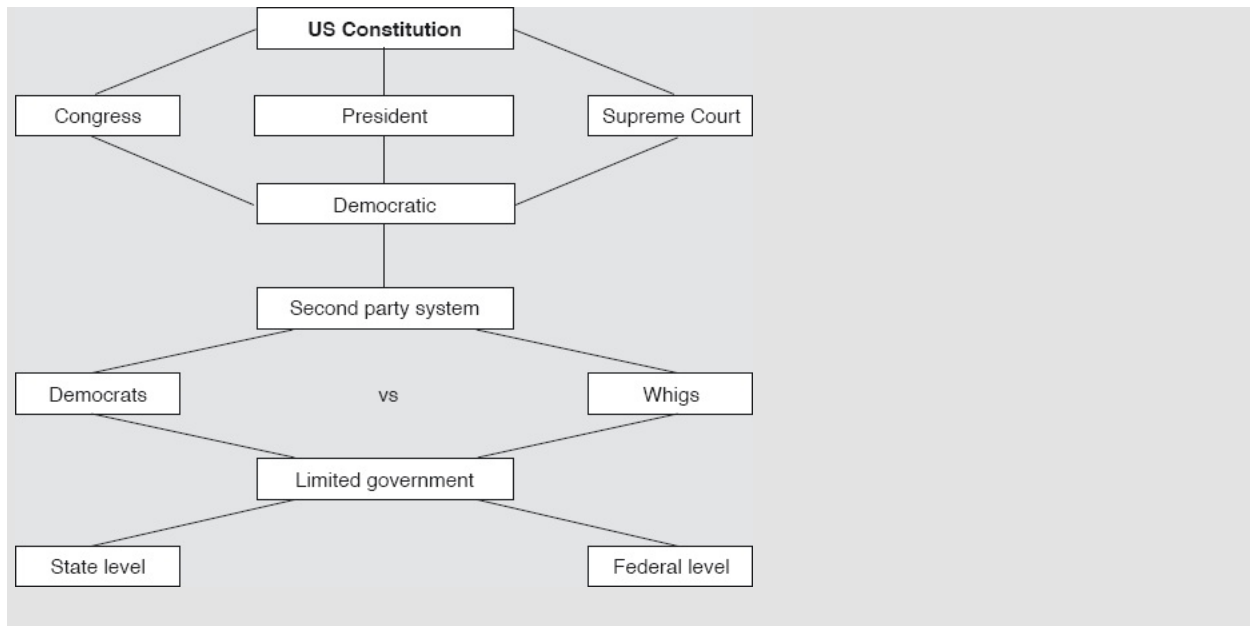 US Constitution
Congress
President
Supreme Court
Democratic
Second party system
Democrats
vs
Whigs
Limited government
State level
Federal level